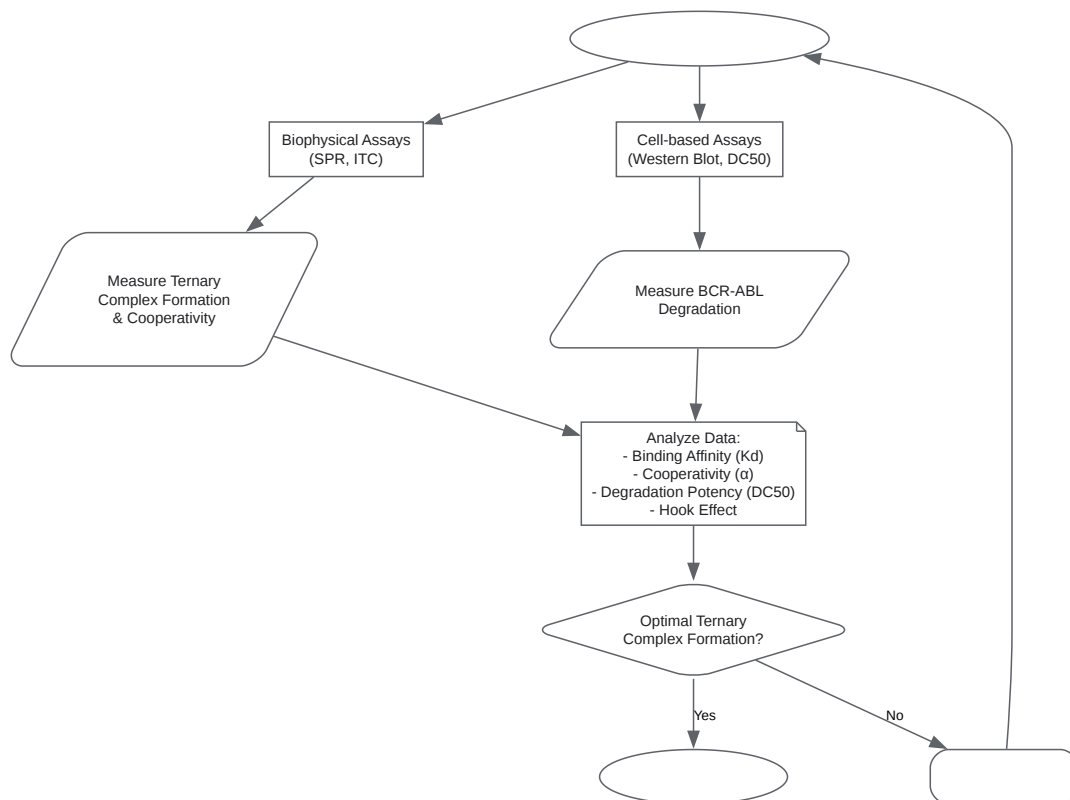 Biophysical Assays
(SPR, ITC)
Cell-based Assays
(Western Blot, DC50)
Measure Ternary
Complex Formation
& Cooperativity
Measure BCR-ABL
Degradation
Analyze Data:
- Binding Affinity (Kd)
- Cooperativity (α)
- Degradation Potency (DC50)
- Hook Effect
Optimal Ternary
Complex Formation?
Yes
No